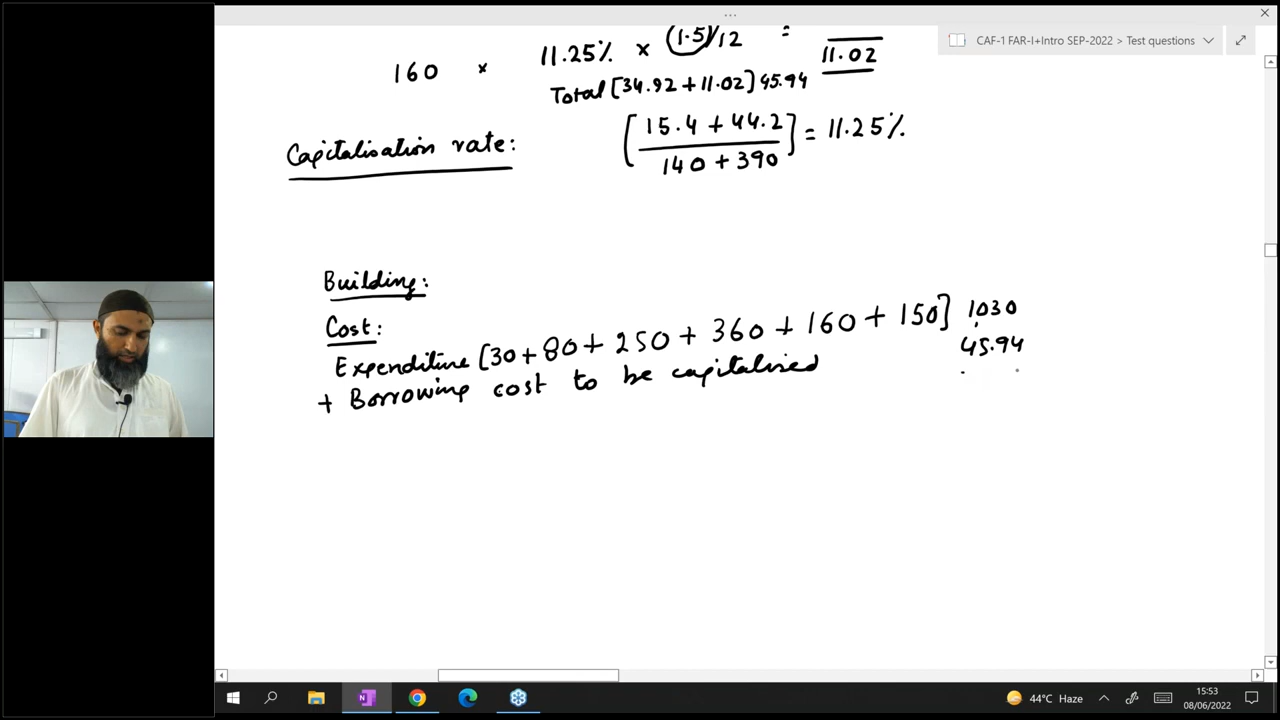 CAF-1 FAR-I+Intro SEP-2022 > Test questions
160 × 11.25% × (1.5)/12 = 11.02
Total [34.92 + 11.02] 45.94
Capitalisation rate: [15.4 + 44.2 / 140 + 390] = 11.25%
Building:
Cost:
Expenditure [30 + 80 + 250 + 360 + 160 + 150] 1030
+ Borrowing cost to be capitalised 45.94
44°C Haze
15:53
08/06/2022